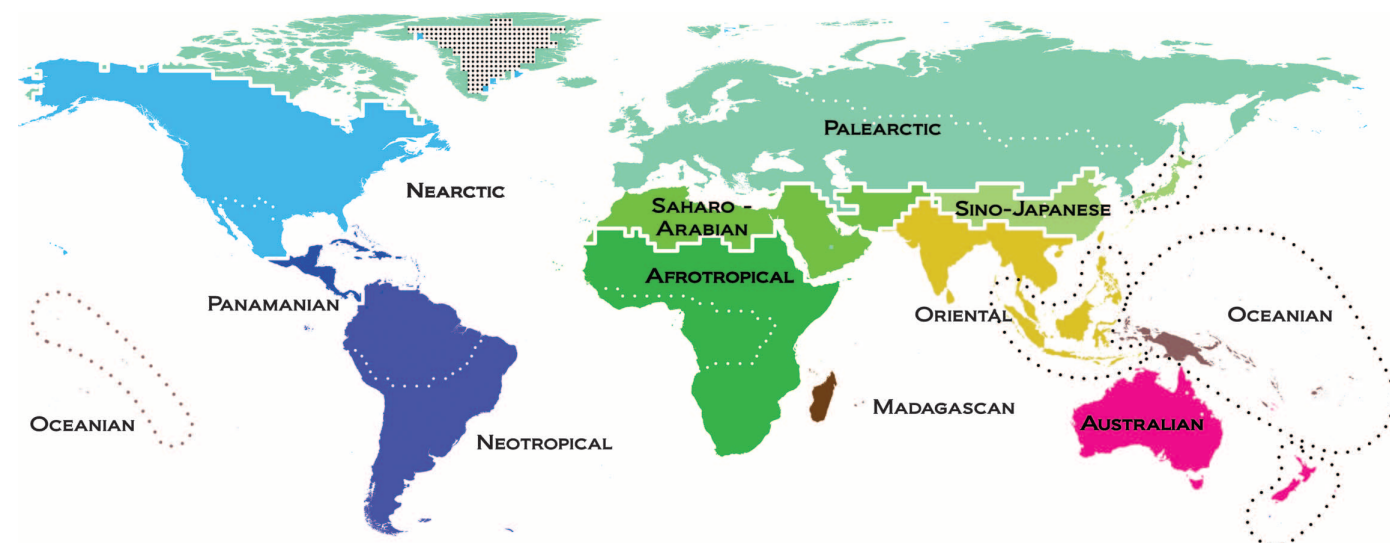 PALEARCTIC
NEARCTIC
SAHARO -
ARABIAN
SINO-JAPANESE
AFROTROPICAL
PANAMANIAN
ORIENTAL
OCEANIAN
OCEANIAN
MADAGASCAN
AUSTRALIAN
NEOTROPICAL